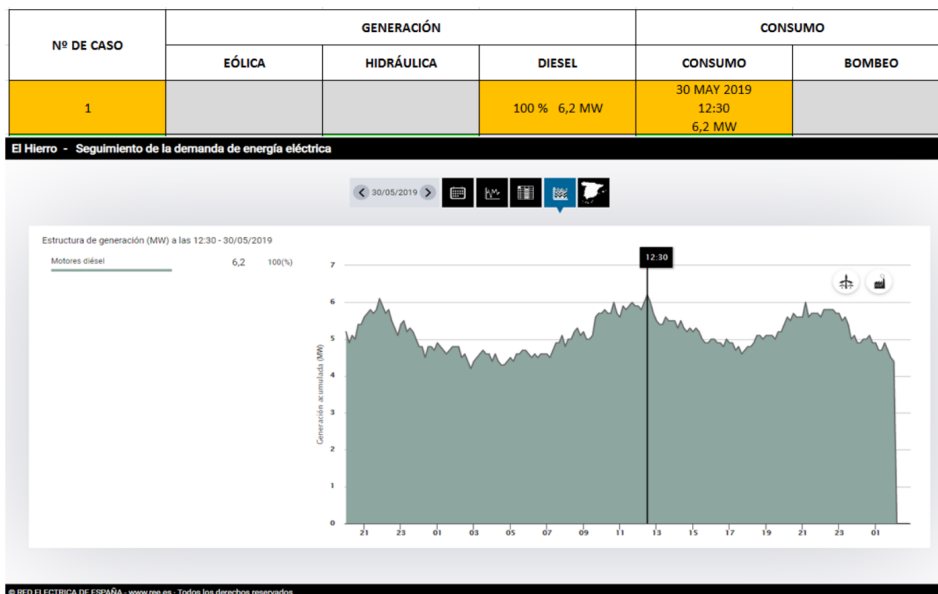 Nº DE CASO
GENERACIÓN
CONSUMO
EÓLICA
HIDRÁULICA
DIESEL
CONSUMO
BOMBEO
1
100 % 6,2 MW
30 MAY 2019
12:30
6,2 MW
El Hierro - Seguimiento de la demanda de energía eléctrica
30/05/2019
Estructura de generación (MW) a las 12:30 - 30/05/2019
Motores diésel 6,2 100(%)
12:30
Generación acumulada (MW)
7
6
5
4
3
2
1
0
21 23 01 03 05 07 09 11 13 15 17 19 21 23 01
© RED ELECTRICA DE ESPAÑA - www.ree.es - Todos los derechos reservados